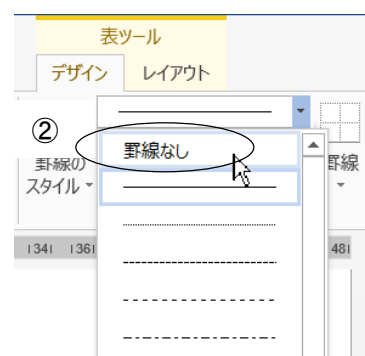 表ツール
デザイン レイアウト
②
罫線なし
罫線の
スタイル
罫線
|34| |36|
48|